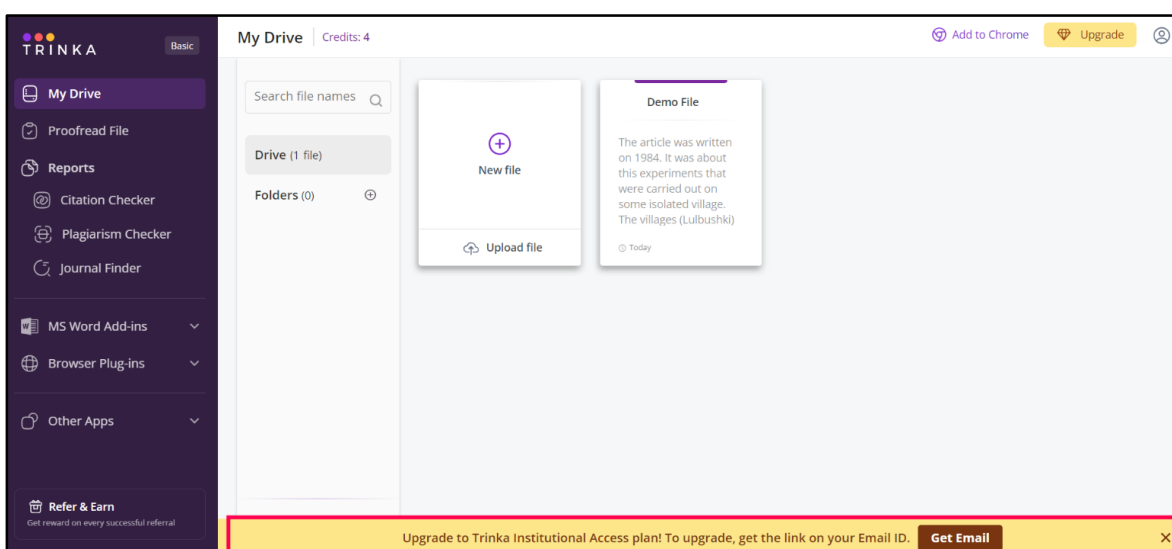 TRINKA
Basic
My Drive
Proofread File
Reports
Citation Checker
Plagiarism Checker
Journal Finder
MS Word Add-ins
Browser Plug-ins
Other Apps
Refer & Earn
Get reward on every successful referral
My Drive
Credits: 4
Add to Chrome
Upgrade
Search file names
Drive (1 file)
Folders (0)
New file
Upload file
Demo File
The article was written
on 1984. It was about
this experiments that
were carried out on
some isolated village.
The villages (Lulbushki)
Today
Upgrade to Trinka Institutional Access plan! To upgrade, get the link on your Email ID.
Get Email